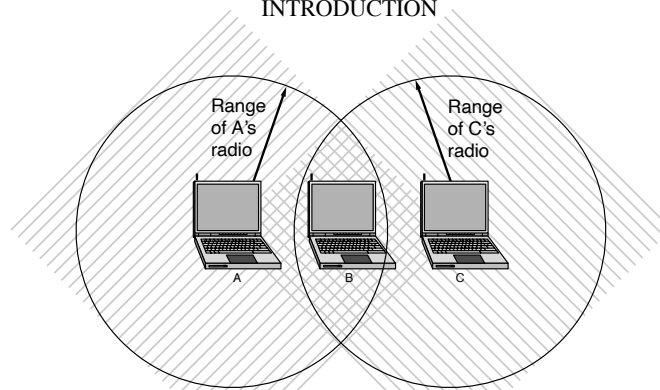 INTRODUCTION
Range
of A's
radio
Range
of C's
radio
A
B
C